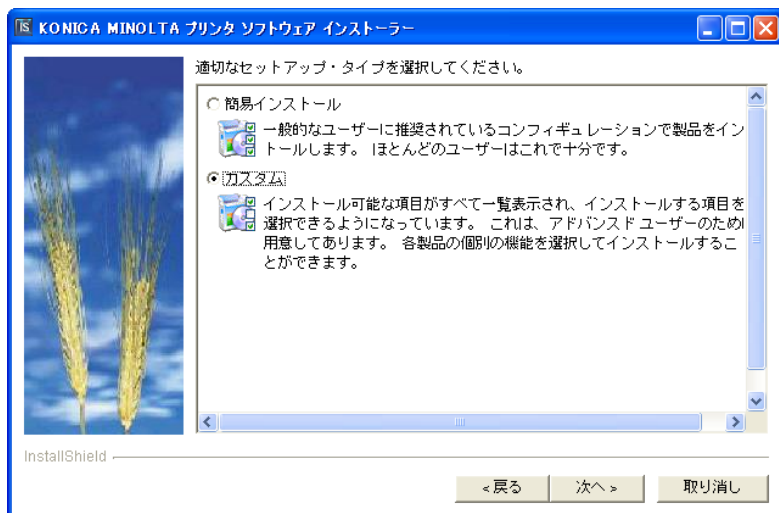 KONICA MINOLTA プリンタ ソフトウェア インストーラー
適切なセットアップ・タイプを選択してください。
簡易インストール
一般的なユーザーに推奨されているコンフィギュレーションで製品をイン
トールします。 ほとんどのユーザーはこれで十分です。
カスタム
インストール可能な項目がすべて一覧表示され、インストールする項目を
選択できるようになっています。 これは、アドバンスド ユーザーのため
用意してあります。 各製品の個別の機能を選択してインストールするこ
とができます。
InstallShield
<戻る
次へ>
取り消し